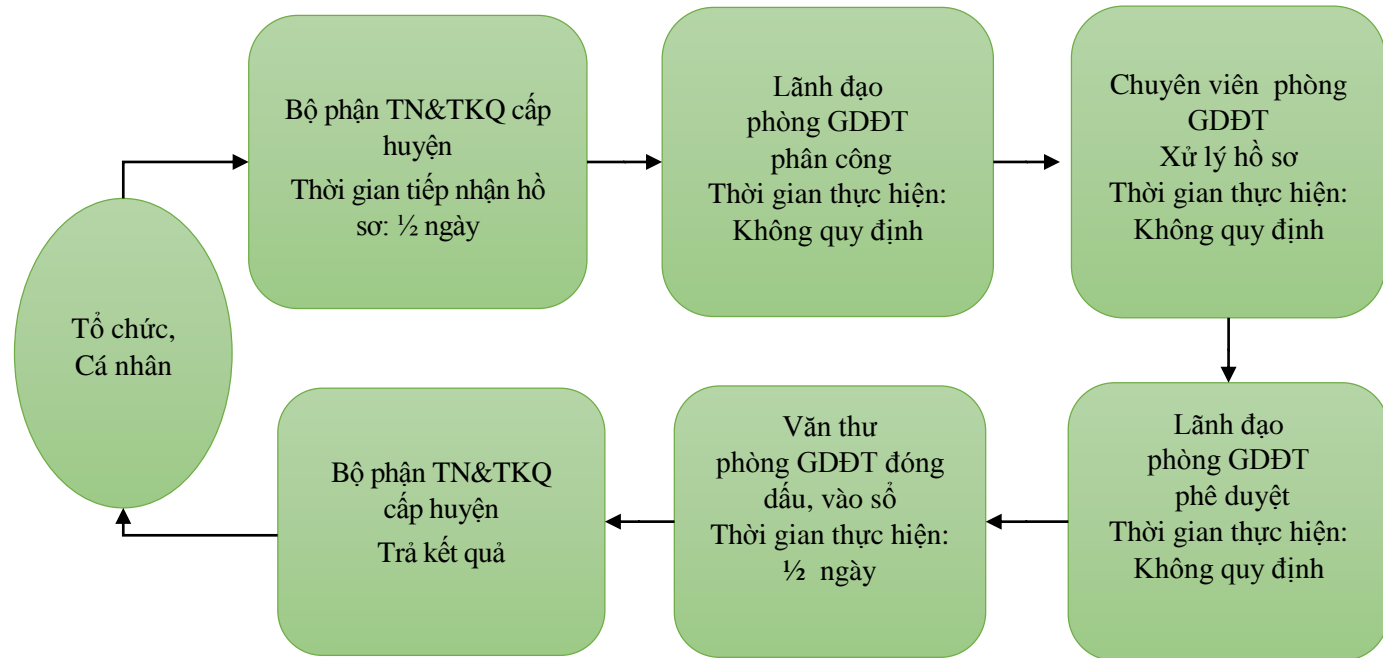 Tổ chức,
Cá nhân
Bộ phận TN&TKQ cấp
huyện
Thời gian tiếp nhận hồ
sơ: ½ ngày
Lãnh đạo
phòng GDĐT
phân công
Thời gian thực hiện:
Không quy định
Chuyên viên phòng
GDĐT
Xử lý hồ sơ
Thời gian thực hiện:
Không quy định
Lãnh đạo
phòng GDĐT
phê duyệt
Thời gian thực hiện:
Không quy định
Văn thư
phòng GDĐT đóng
dấu, vào sổ
Thời gian thực hiện:
½ ngày
Bộ phận TN&TKQ
cấp huyện
Trả kết quả